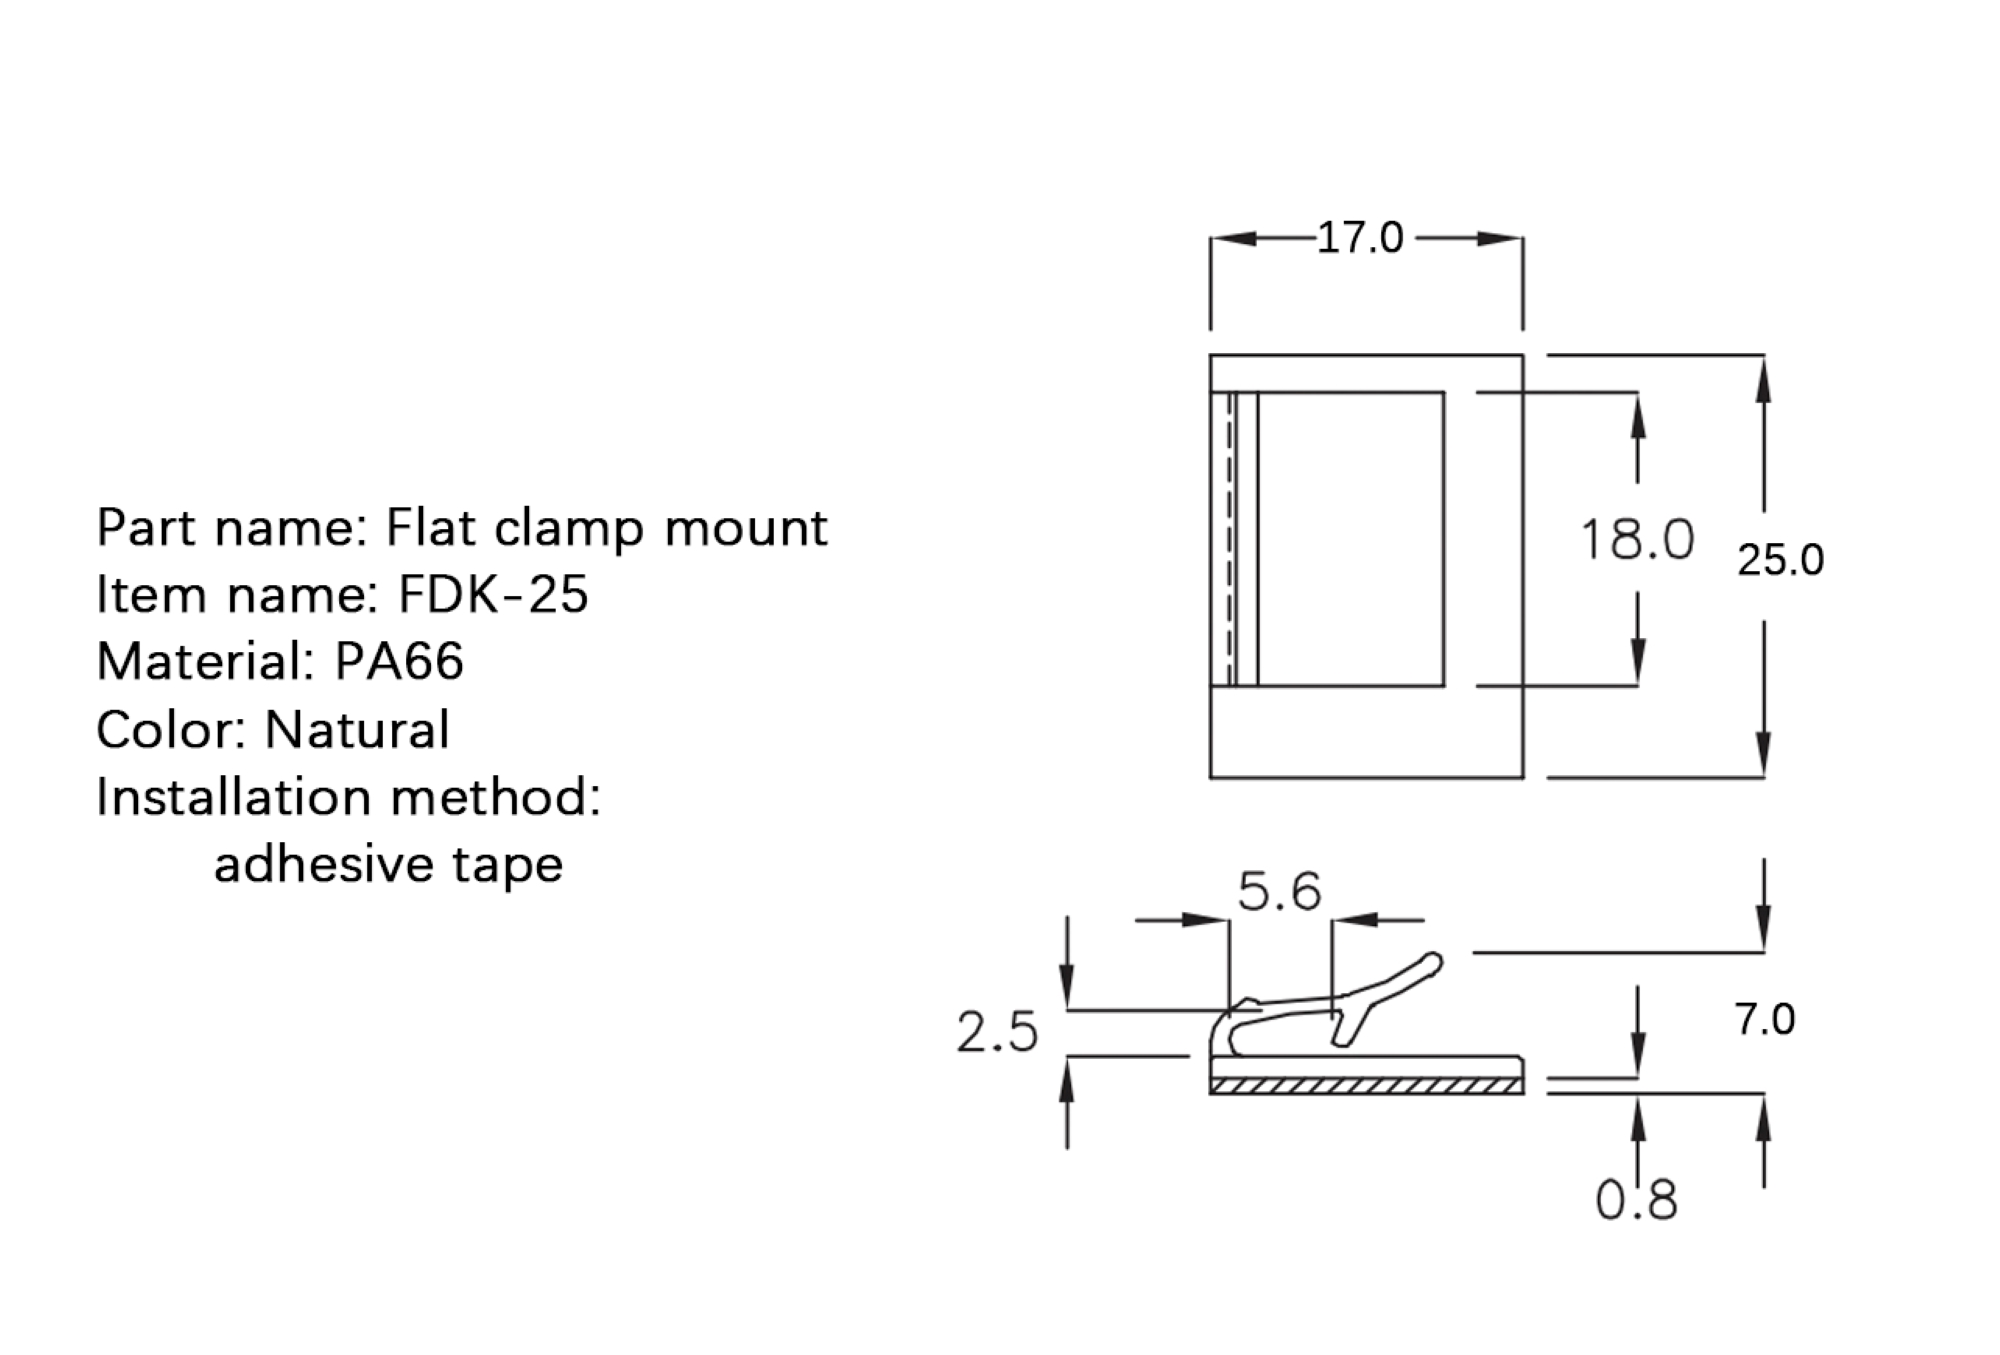 17.0
18.0
25.0
Part name: Flat clamp mount
Item name: FDK-25
Material: PA66
Color: Natural
Installation method:
adhesive tape
5.6
2.5
7.0
0.8